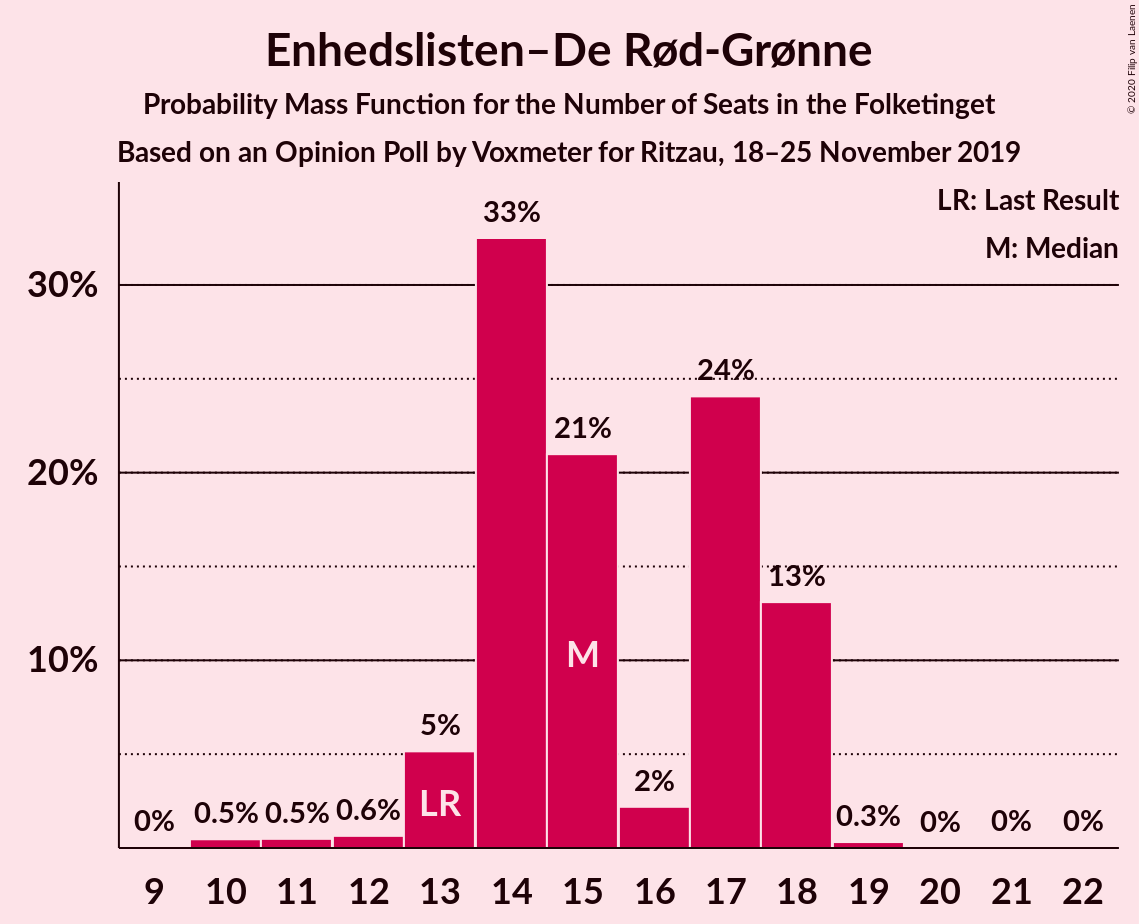 Enhedslisten–De Rød-Grønne
Probability Mass Function for the Number of Seats in the Folketinget
Based on an Opinion Poll by Voxmeter for Ritzau, 18–25 November 2019
© 2020 Filip van Laenen
LR: Last Result
M: Median
30%
20%
10%
0%
0.5%
0.5%
0.6%
5%
33%
21%
2%
24%
13%
0.3%
0%
0%
0%
LR
M
9 10 11 12 13 14 15 16 17 18 19 20 21 22